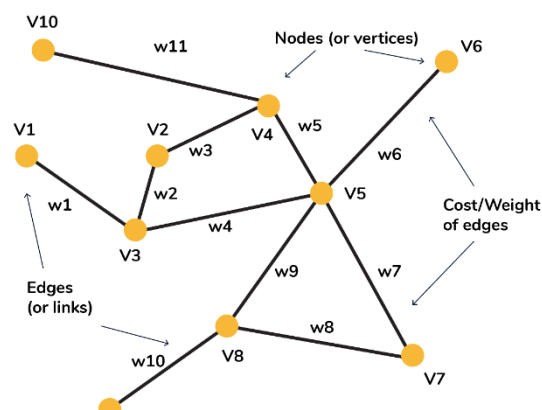 V10
w11
Nodes (or vertices)
V6
V1
V2
w3
V4
w5
w6
w2
w1
V3
w4
V5
Cost/Weight
of edges
Edges
(or links)
w9
w7
w8
V8
V7
w10